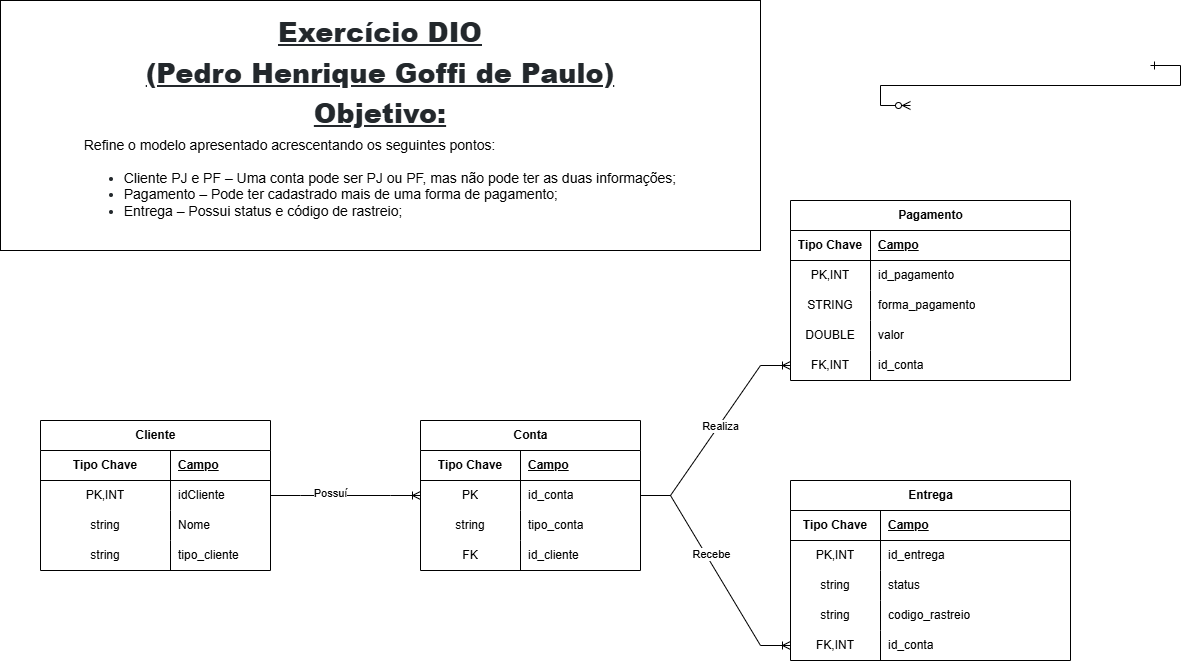 Exercício DIO
(Pedro Henrique Goffi de Paulo)
Objetivo:
Refine o modelo apresentado acrescentando os seguintes pontos:
• Cliente PJ e PF – Uma conta pode ser PJ ou PF, mas não pode ter as duas informações;
• Pagamento – Pode ter cadastrado mais de uma forma de pagamento;
• Entrega – Possui status e código de rastreio;
Pagamento
Tipo Chave Campo
PK,INT id_pagamento
STRING forma_pagamento
DOUBLE valor
FK,INT id_conta
Realiza
Cliente
Tipo Chave Campo
PK,INT idCliente
string Nome
string tipo_cliente
Possuí
Conta
Tipo Chave Campo
PK id_conta
string tipo_conta
FK id_cliente
Recebe
Entrega
Tipo Chave Campo
PK,INT id_entrega
string status
string codigo_rastreio
FK,INT id_conta